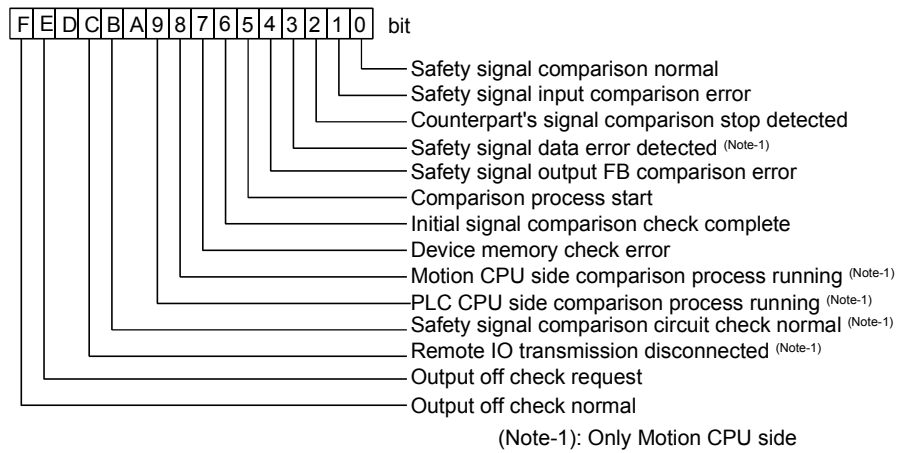 F E D C B A 9 8 7 6 5 4 3 2 1 0 bit
Safety signal comparison normal
Safety signal input comparison error
Counterpart's signal comparison stop detected
Safety signal data error detected (Note-1)
Safety signal output FB comparison error
Comparison process start
Initial signal comparison check complete
Device memory check error
Motion CPU side comparison process running (Note-1)
PLC CPU side comparison process running (Note-1)
Safety signal comparison circuit check normal (Note-1)
Remote IO transmission disconnected (Note-1)
Output off check request
Output off check normal
(Note-1): Only Motion CPU side